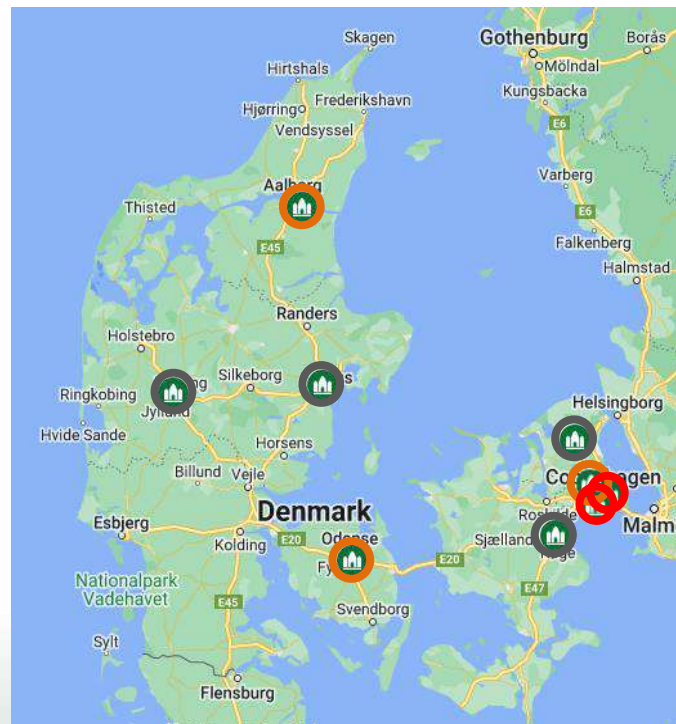 Skagen
Gothenburg
Borås
Mölndal
Hirtshals
Kungsbacka
Hjørring
Frederikshavn
Vendsyssel
E6
Varberg
Aalborg
Thisted
E6
Falkenberg
E45
Halmstad
Randers
Holstebro
Silkeborg
Ringkobing
Jylland
Helsingborg
Hvide Sande
Horsens
Billund
Vejle
Denmark
Esbjerg
Kolding
E20
Odense
Sjælland
E20
Nationalpark
Vadehavet
E45
E47
Svendborg
Sylt
Flensburg